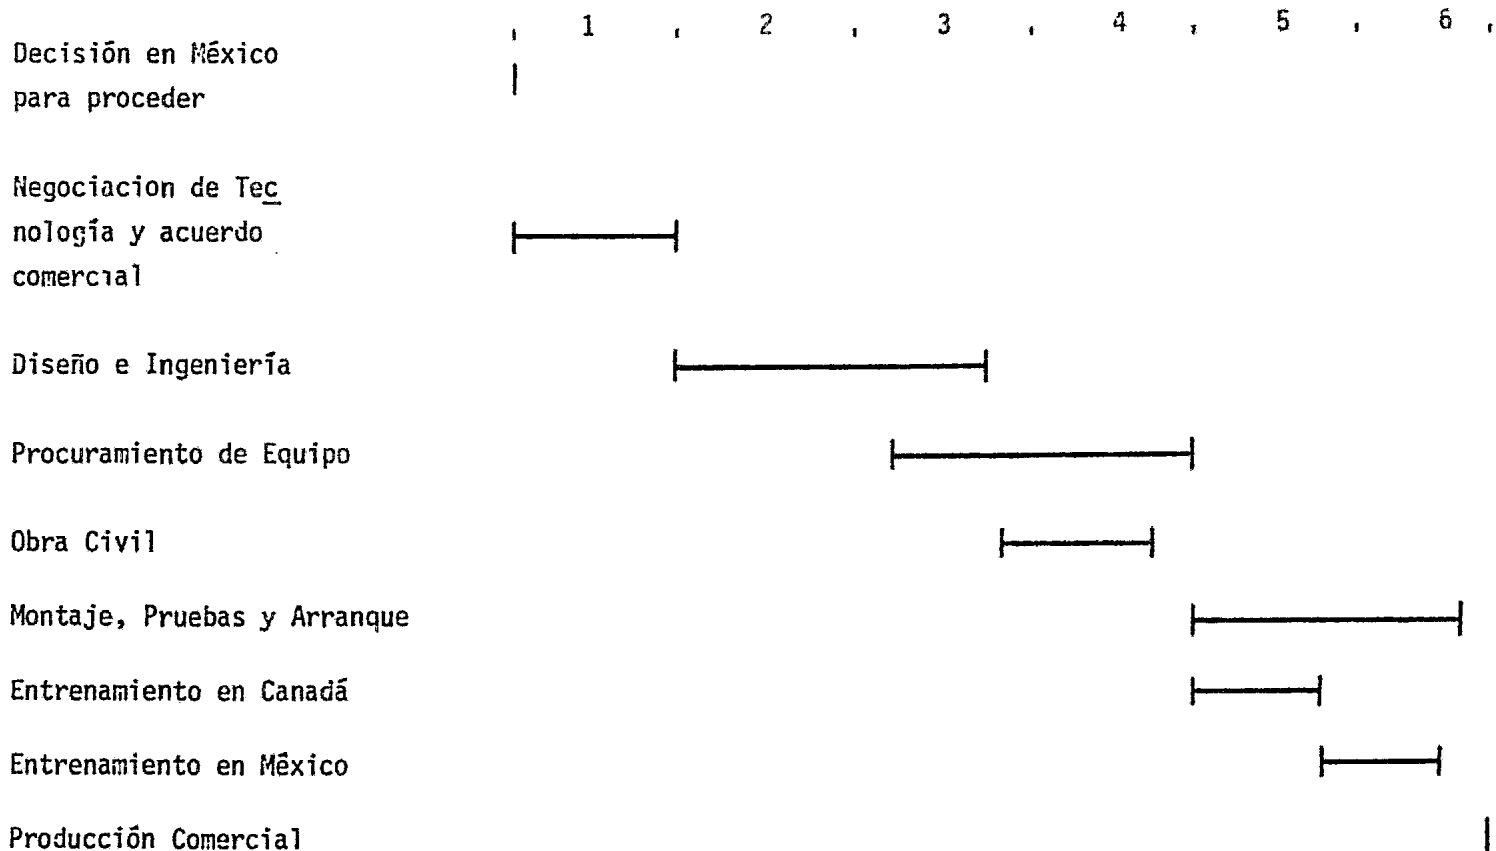 1 2 3 4 5 6
Decisión en México
para proceder
Negociacion de Tec
nología y acuerdo
comercial
Diseño e Ingeniería
Procuramiento de Equipo
Obra Civil
Montaje, Pruebas y Arranque
Entrenamiento en Canadá
Entrenamiento en México
Producción Comercial